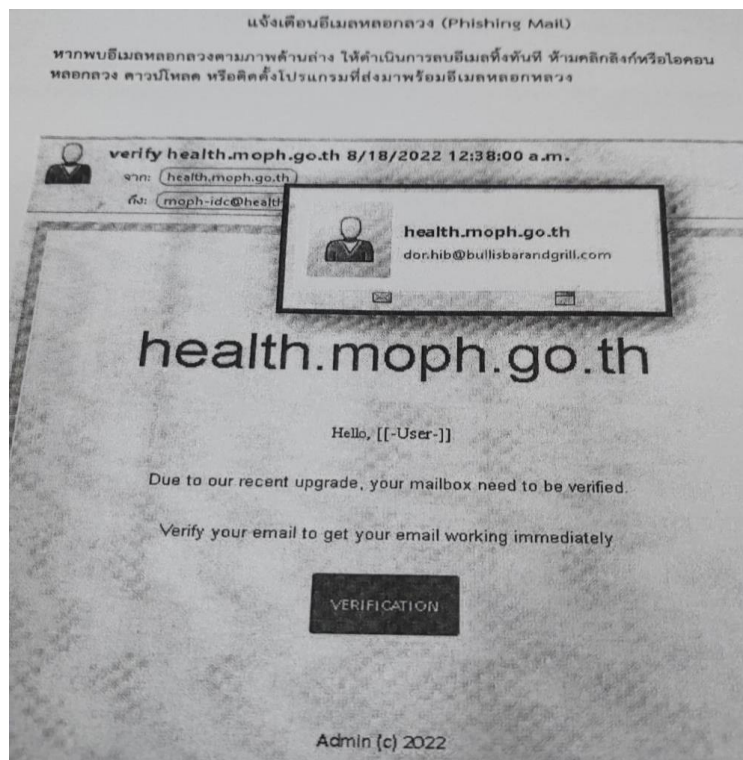 แจ้งเตือนอีเมลหลอกลวง (Phishing Mail)
หากพบอีเมลหลอกลวงตามภาพด้านล่าง ให้ดำเนินการลบอีเมลทิ้งทันที ห้ามคลิกลิงก์หรือไอคอน
หลอกลวง ดาวน์โหลด หรือติดตั้งโปรแกรมที่ส่งมาพร้อมอีเมลหลอกหลวง
verify health.moph.go.th 8/18/2022 12:38:00 a.m.
จาก: health.moph.go.th
ถึง: moph-idc@health
health.moph.go.th
dor.hib@bullisbarandgrill.com
health.moph.go.th
Hello, [[-User-]]
Due to our recent upgrade, your mailbox need to be verified.
Verify your email to get your email working immediately
VERIFICATION
Admin (c) 2022